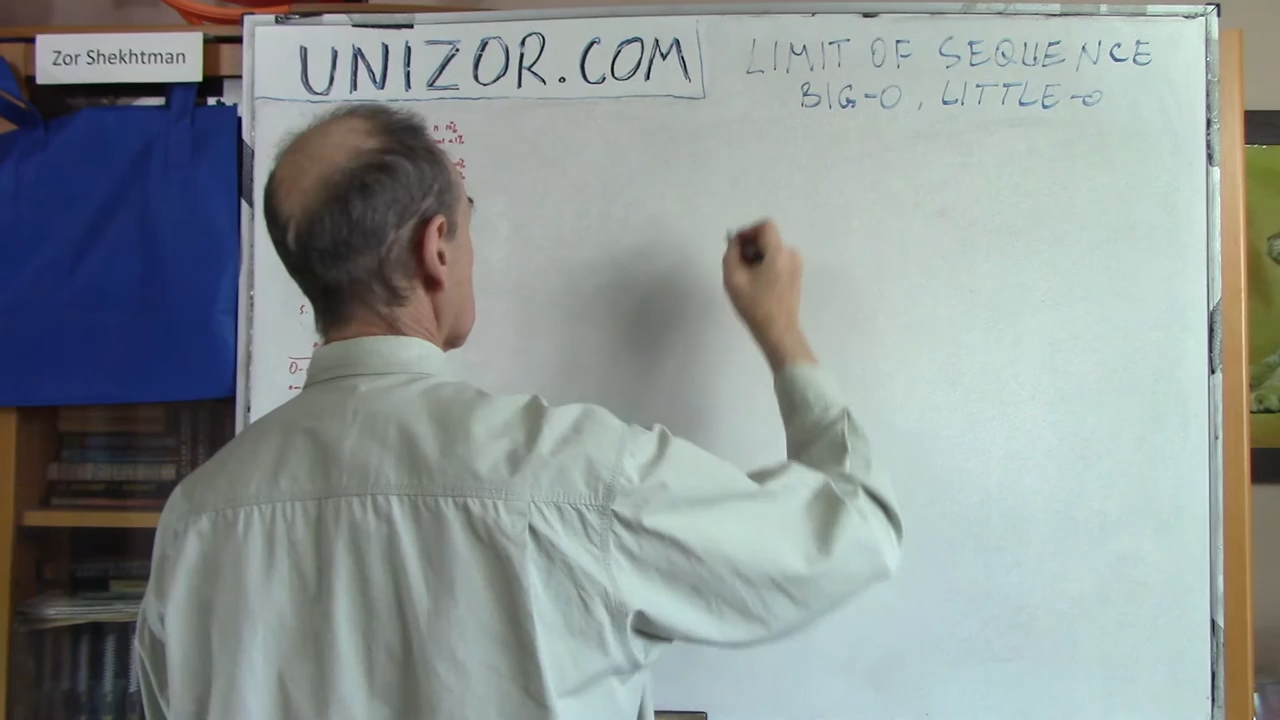 Zor Shekhtman
UNIZOR.COM
LIMIT OF SEQUENCE
BIG-O, LITTLE-o